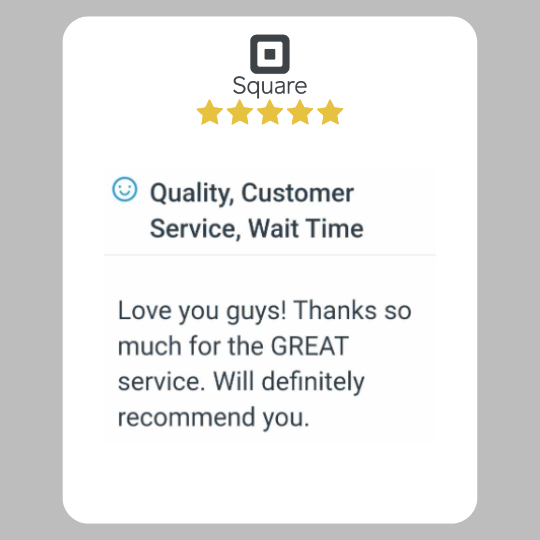 Square
Quality, Customer
Service, Wait Time
Love you guys! Thanks so
much for the GREAT
service. Will definitely
recommend you.